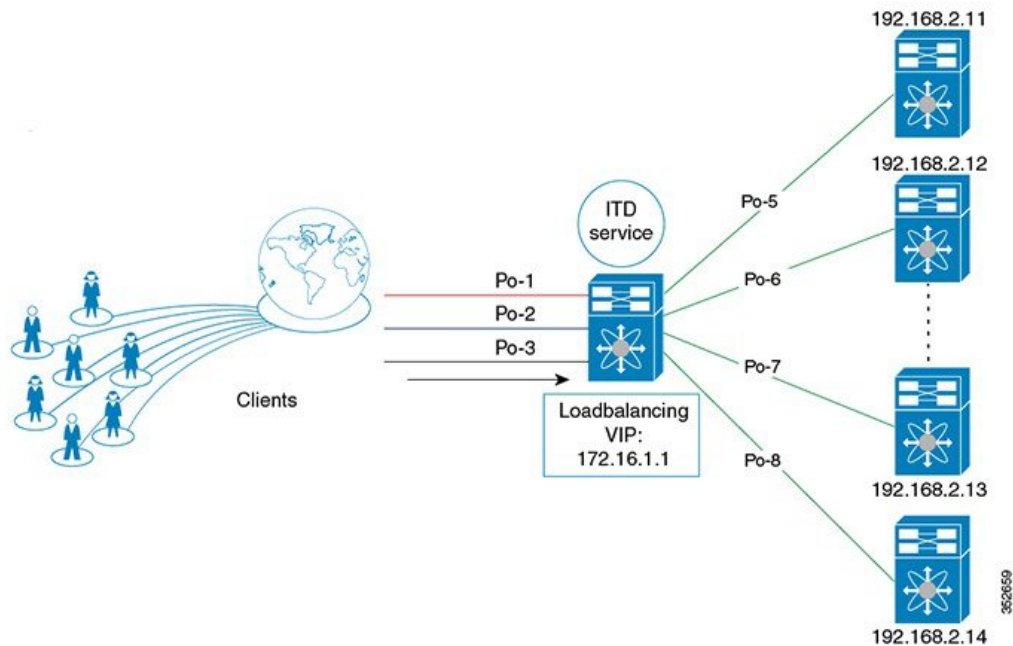 192.168.2.11
192.168.2.12
Po-5
ITD
service
Po-6
Po-1
Po-2
Po-3
Po-7
Clients
Loadbalancing
VIP:
172.16.1.1
Po-8
192.168.2.13
192.168.2.14
352659